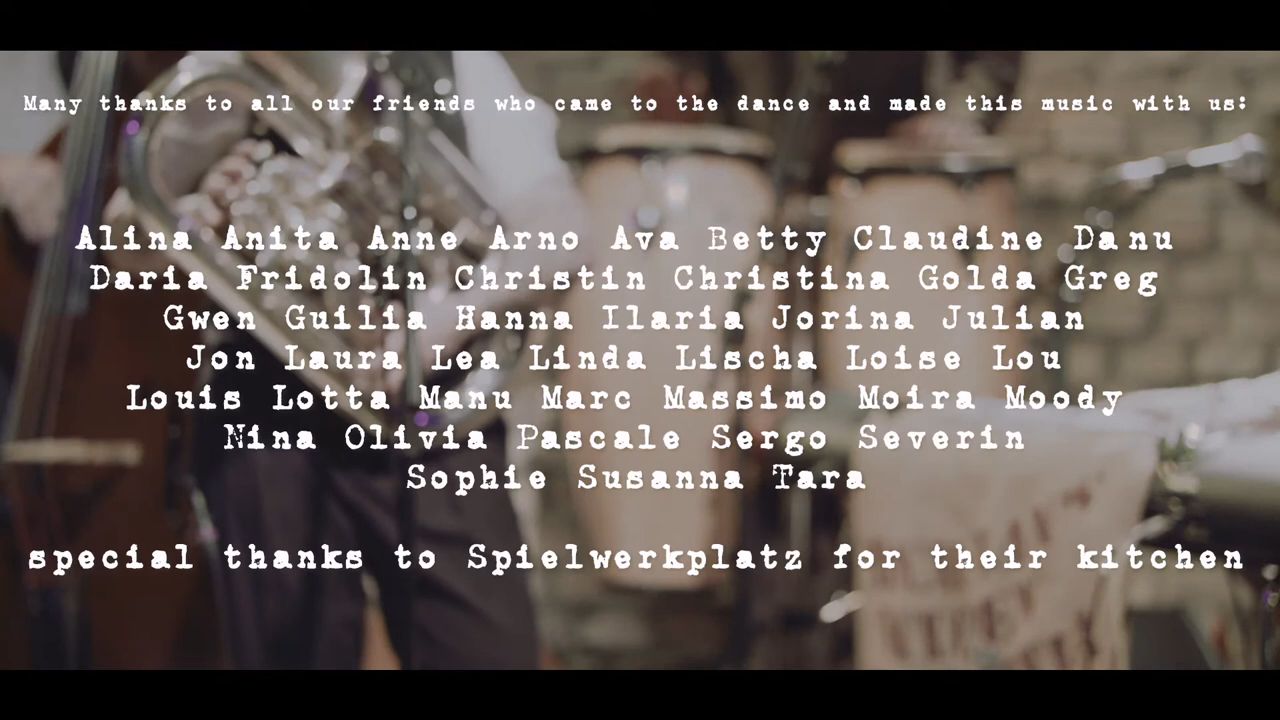 Many thanks to all our friends who came to the dance and made this music with us:
Alina Anita Anne Arno Ava Betty Claudine Danu
Daria Fridolin Christin Christina Golda Greg
Gwen Guilia Hanna Ilaria Jorina Julian
Jon Laura Lea Linda Lischa Loise Lou
Louis Lotta Manu Marc Massimo Moira Moody
Nina Olivia Pascale Sergo Severin
Sophie Susanna Tara
special thanks to Spielwerkplatz for their kitchen